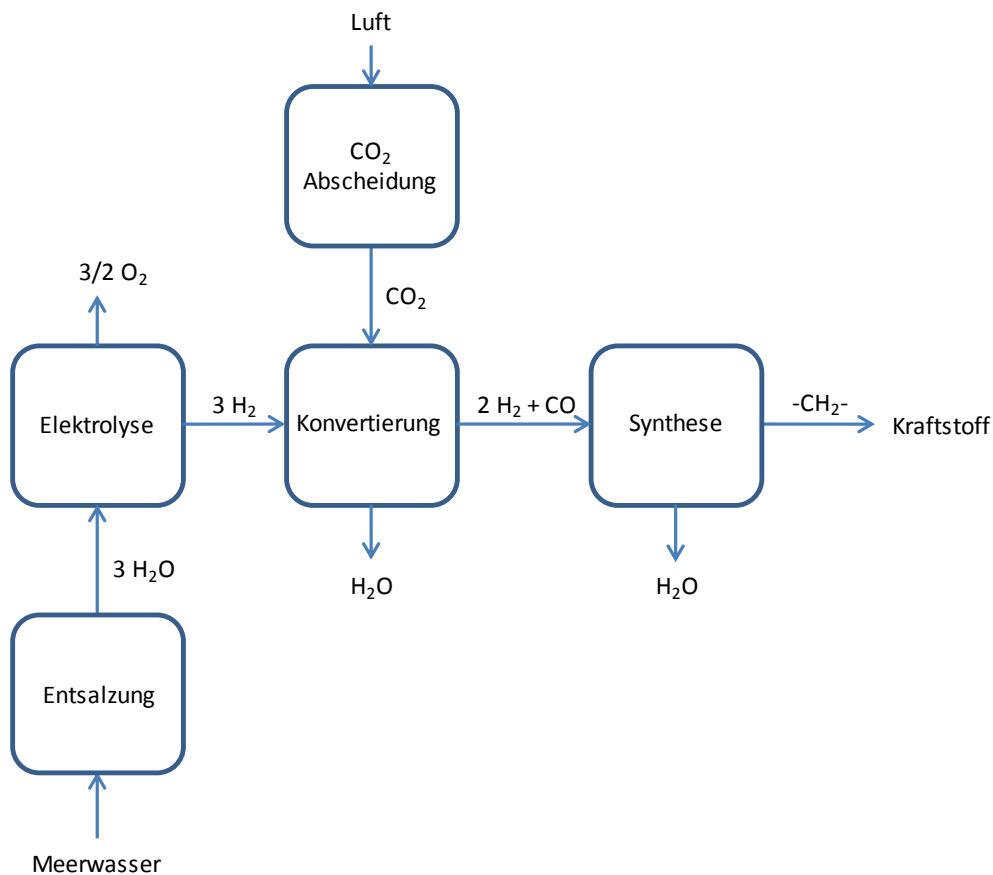 Luft
CO₂
Abscheidung
3/2 O₂
CO₂
Elektrolyse
3 H₂
Konvertierung
2 H₂ + CO
Synthese
-CH₂-
Kraftstoff
3 H₂O
H₂O
H₂O
Entsalzung
Meerwasser